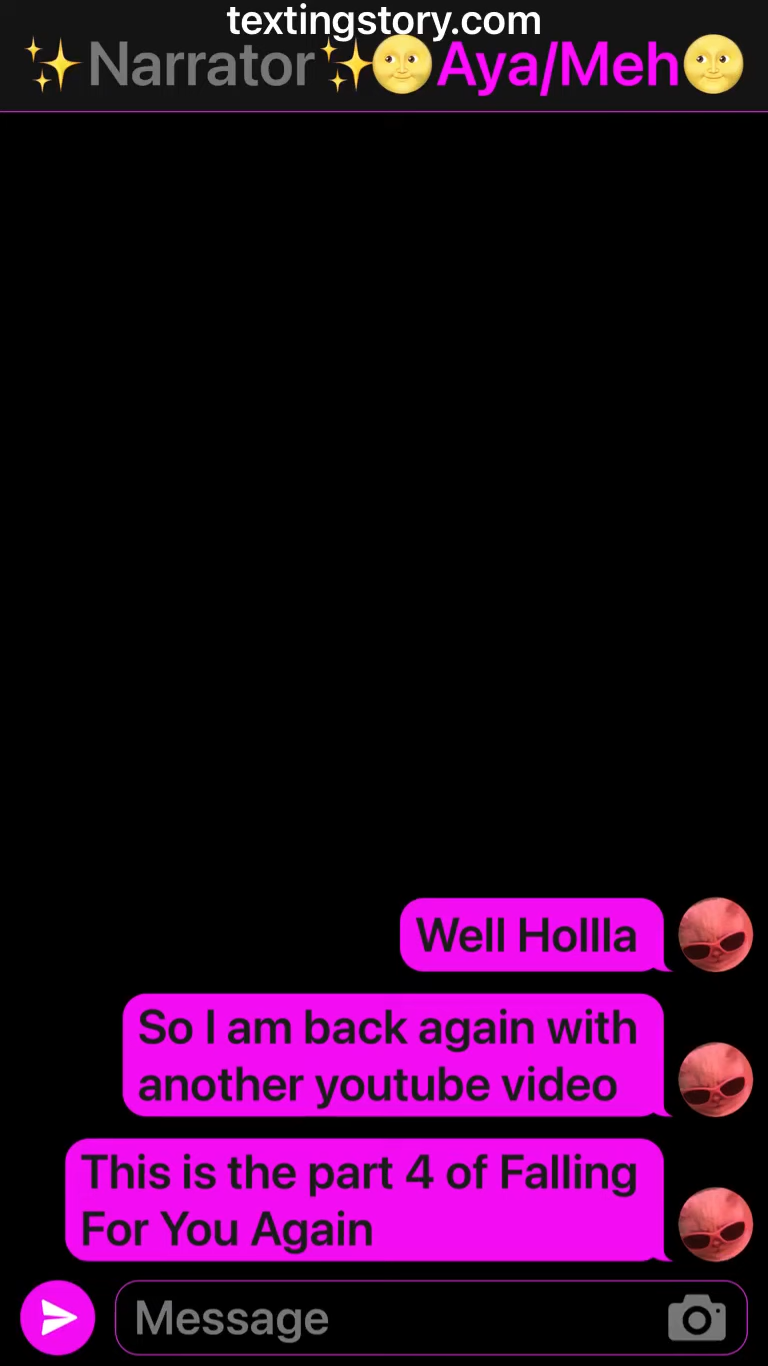 textingstory.com
✨Narrator✨🌝Aya/Meh🌝
Well Hollla
So I am back again with
another youtube video
This is the part 4 of Falling
For You Again
Message